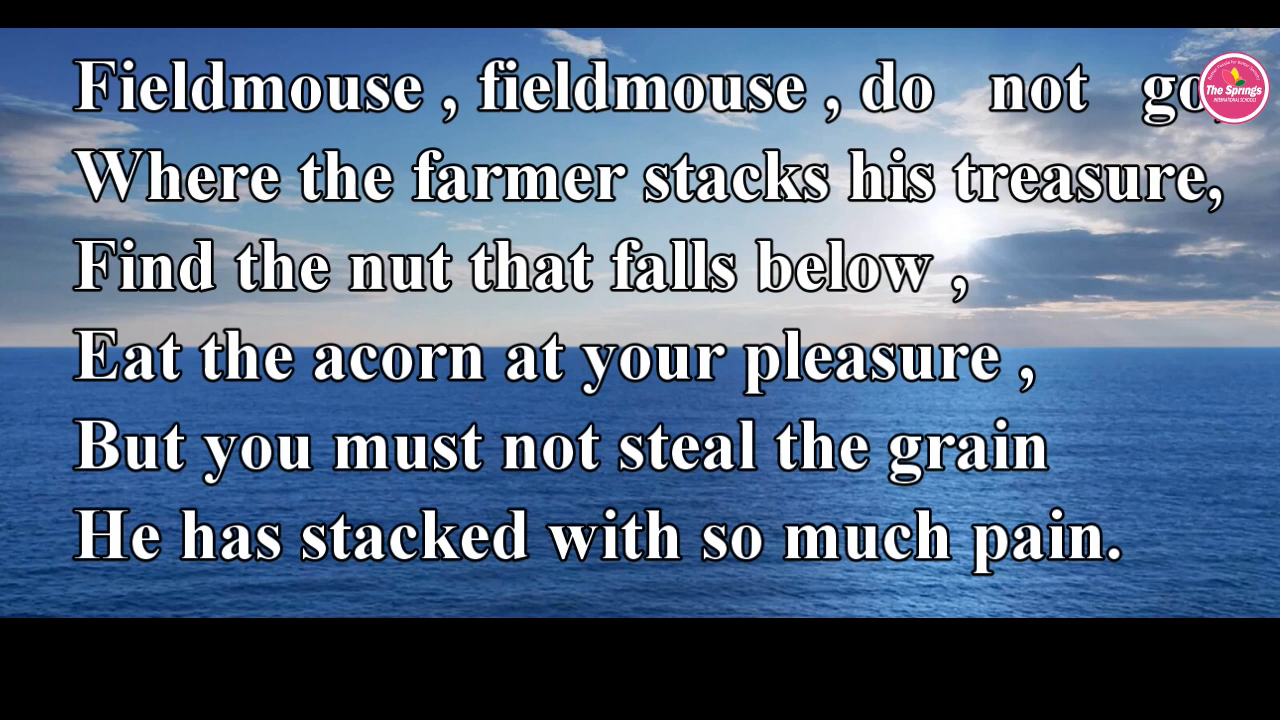 Fieldmouse , fieldmouse , do not go,
Where the farmer stacks his treasure,
Find the nut that falls below ,
Eat the acorn at your pleasure ,
But you must not steal the grain
He has stacked with so much pain.
The Springs
INTERNATIONAL SCHOOLS